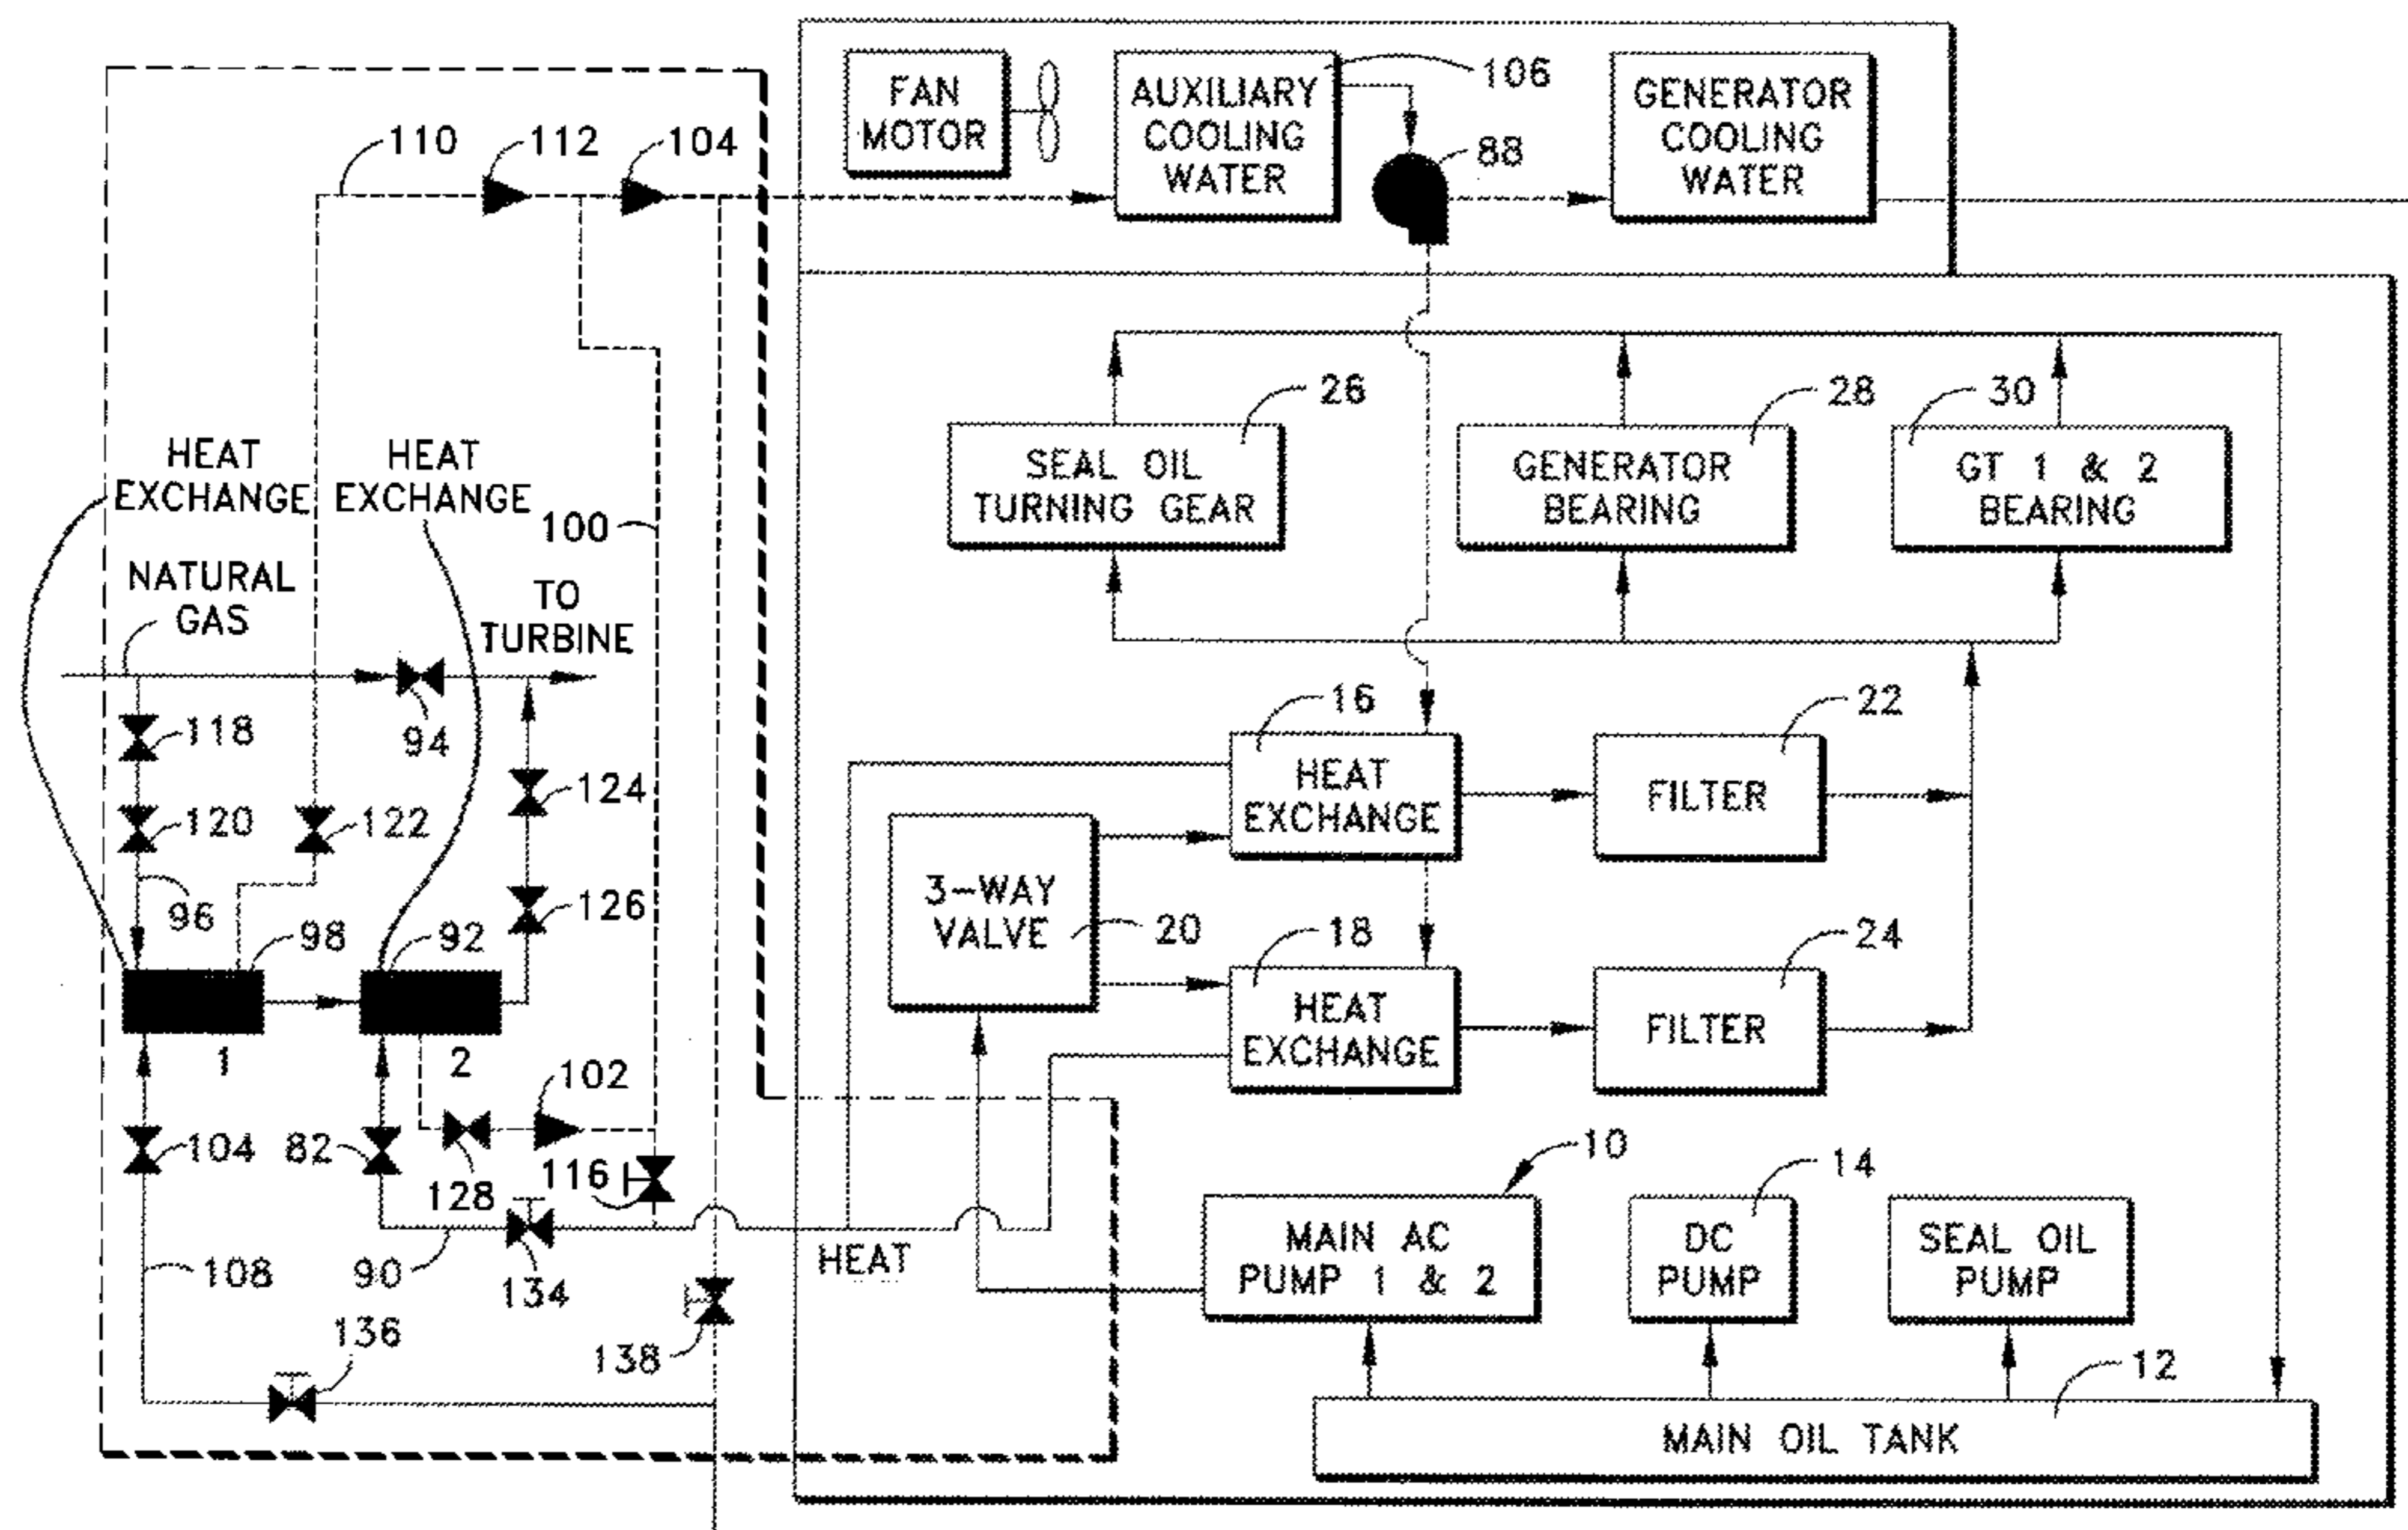 FAN
MOTOR
AUXILIARY
COOLING
WATER
106
GENERATOR
COOLING
WATER
88
110
112
104
26
28
30
SEAL OIL
TURNING GEAR
GENERATOR
BEARING
GT 1 & 2
BEARING
HEAT
EXCHANGE
HEAT
EXCHANGE
100
NATURAL
GAS
TO
TURBINE
94
118
120
122
124
126
96
98
92
1
2
102
104
82
128
116
108
90
134
136
138
HEAT
16
HEAT
EXCHANGE
22
FILTER
3-WAY
VALVE
20
18
HEAT
EXCHANGE
24
FILTER
10
MAIN AC
PUMP 1 & 2
14
DC
PUMP
SEAL OIL
PUMP
12
MAIN OIL TANK